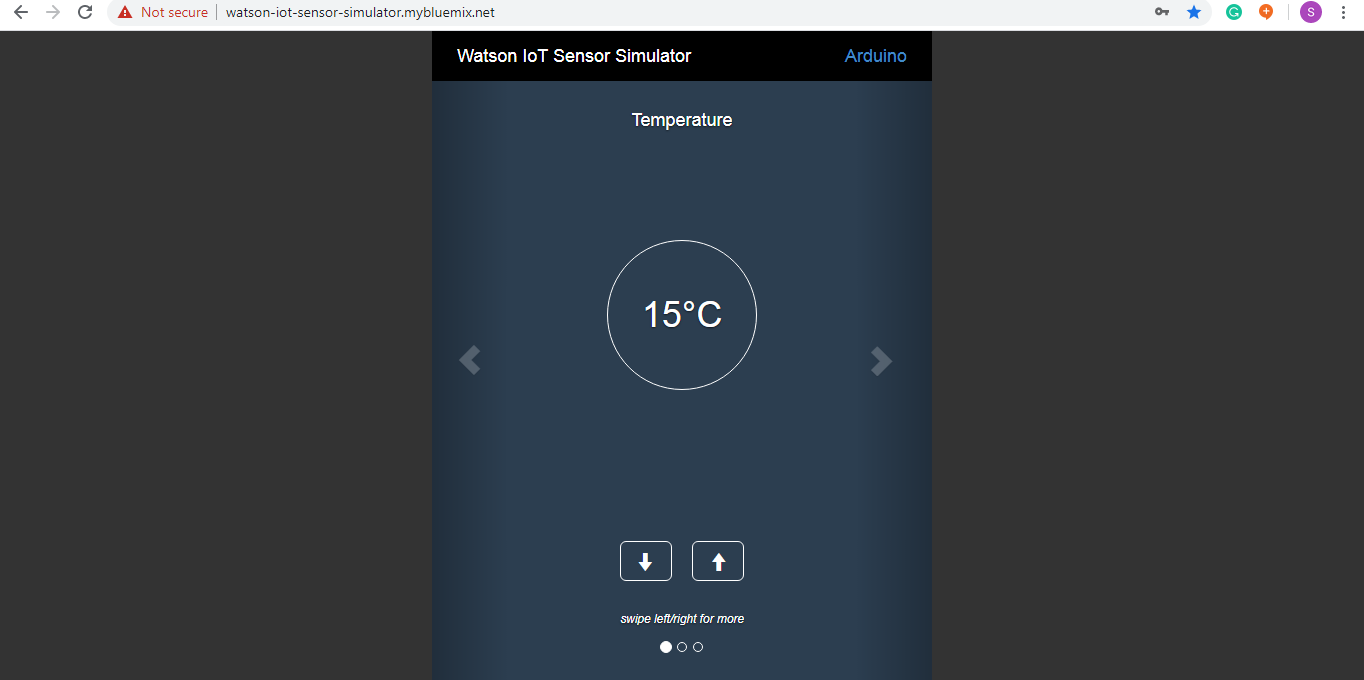 Not secure watson-iot-sensor-simulator.mybluemix.net
G
S
Watson IoT Sensor Simulator
Arduino
Temperature
15°C
swipe left/right for more